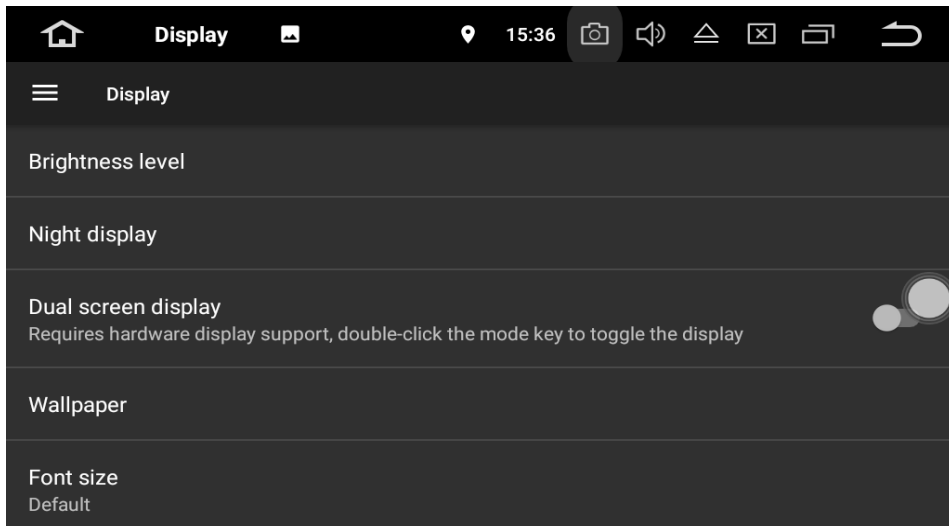 Display
15:36
Display
Brightness level
Night display
Dual screen display
Requires hardware display support, double-click the mode key to toggle the display
Wallpaper
Font size
Default